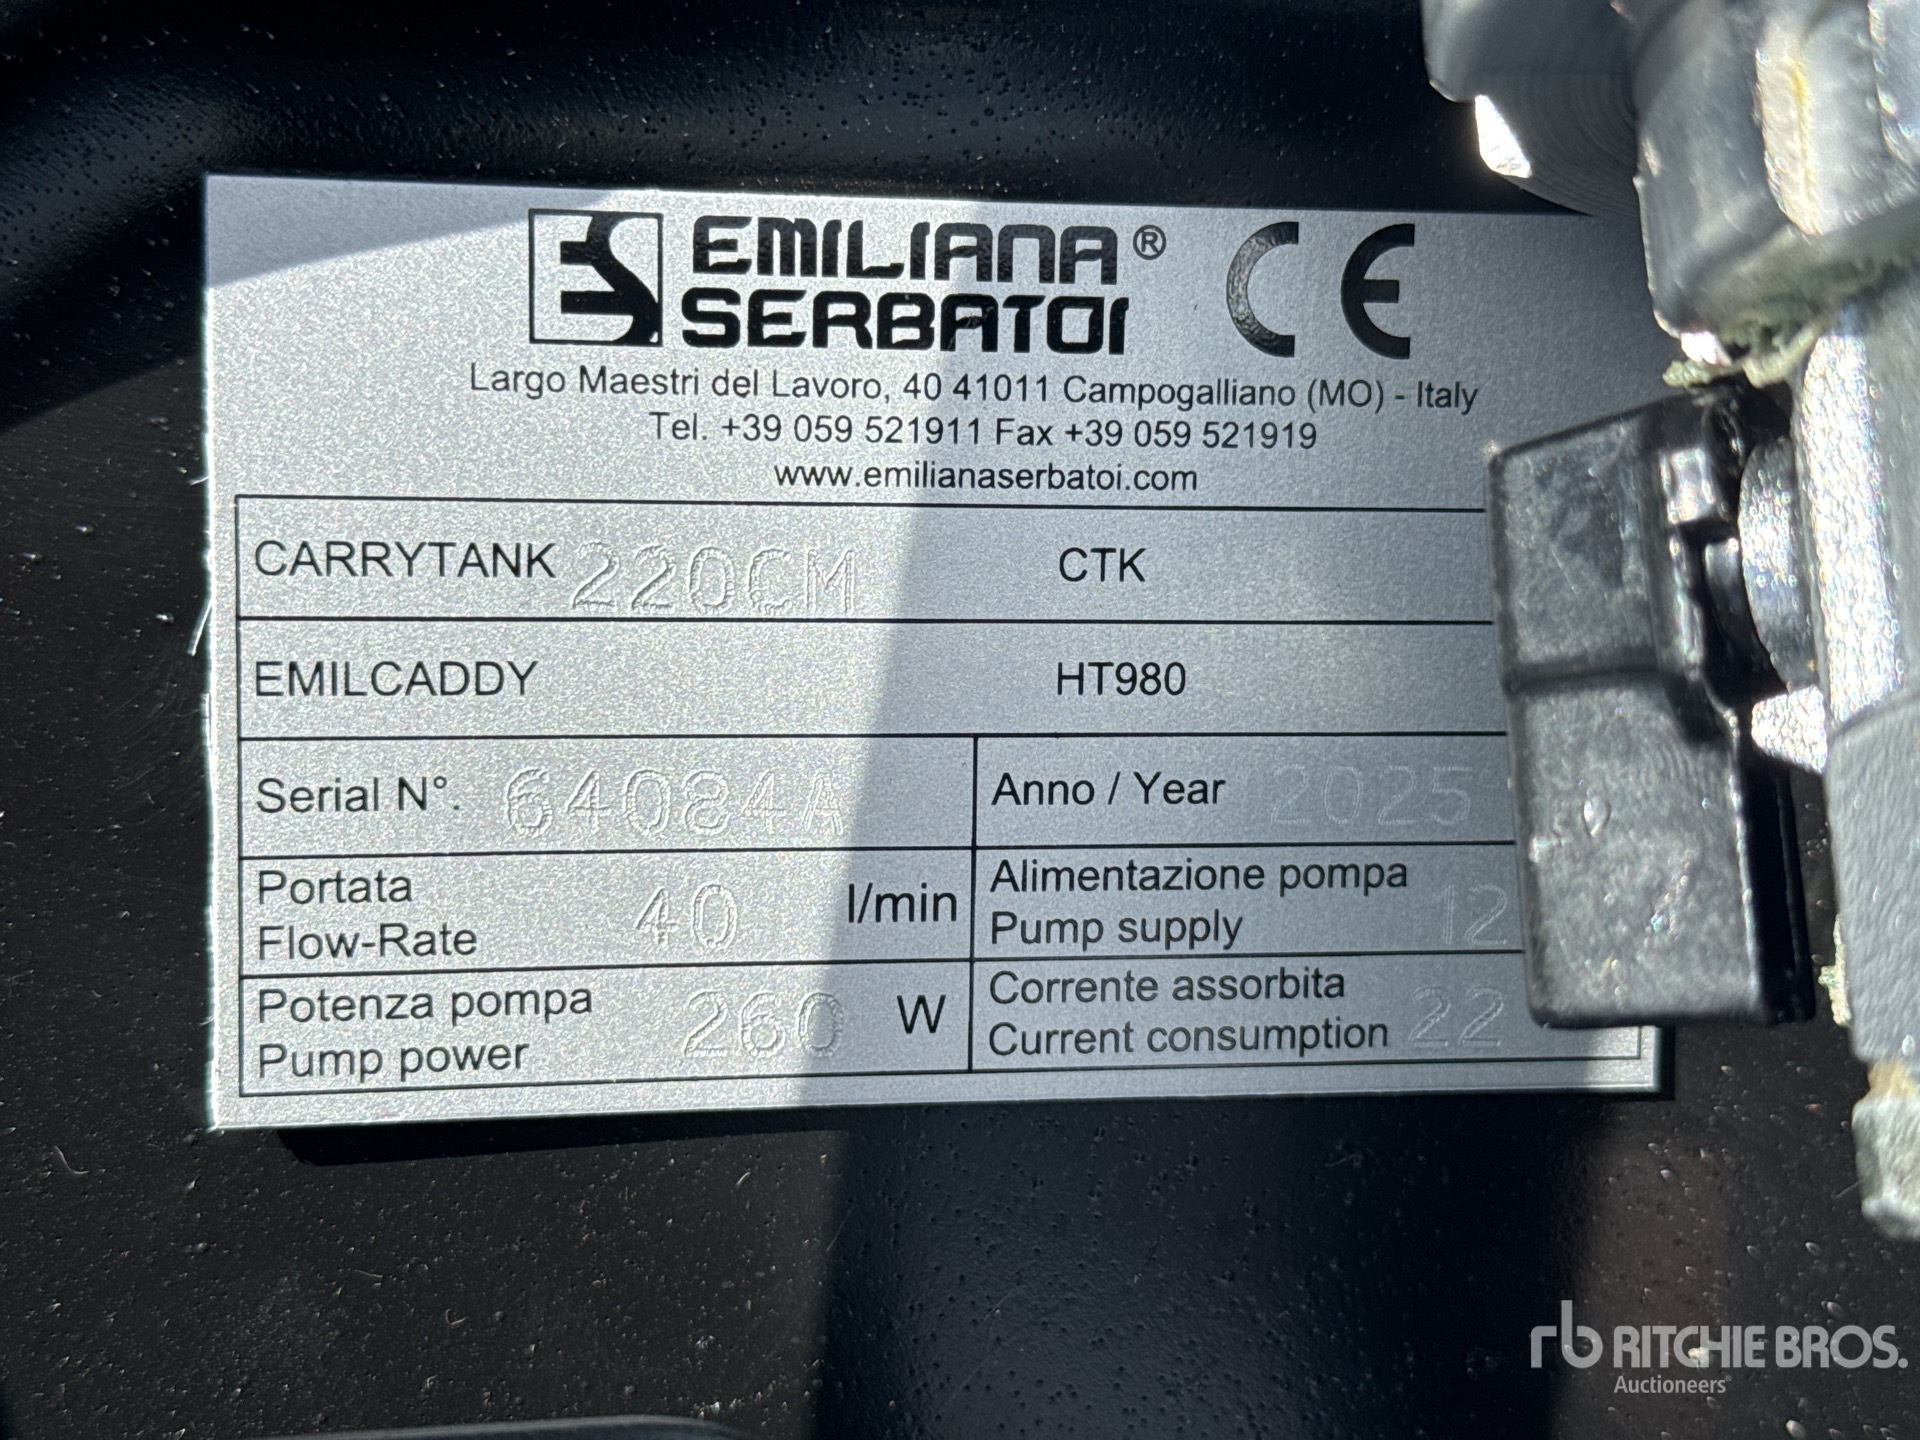 EMILIANA®
SERBATOI
CE
Largo Maestri del Lavoro, 40 41011 Campogalliano (MO) - Italy
Tel. +39 059 521911 Fax +39 059 521919
www.emilianaserbatoi.com
CARRYTANK 220CM CTK
EMILCADDY HT980
Serial N°. 64084A Anno / Year 2025
Portata
Flow-Rate 40 l/min
Alimentazione pompa
Pump supply 12
Potenza pompa
Pump power 260 W
Corrente assorbita
Current consumption 22
rb RITCHIE BROS.
Auctioneers